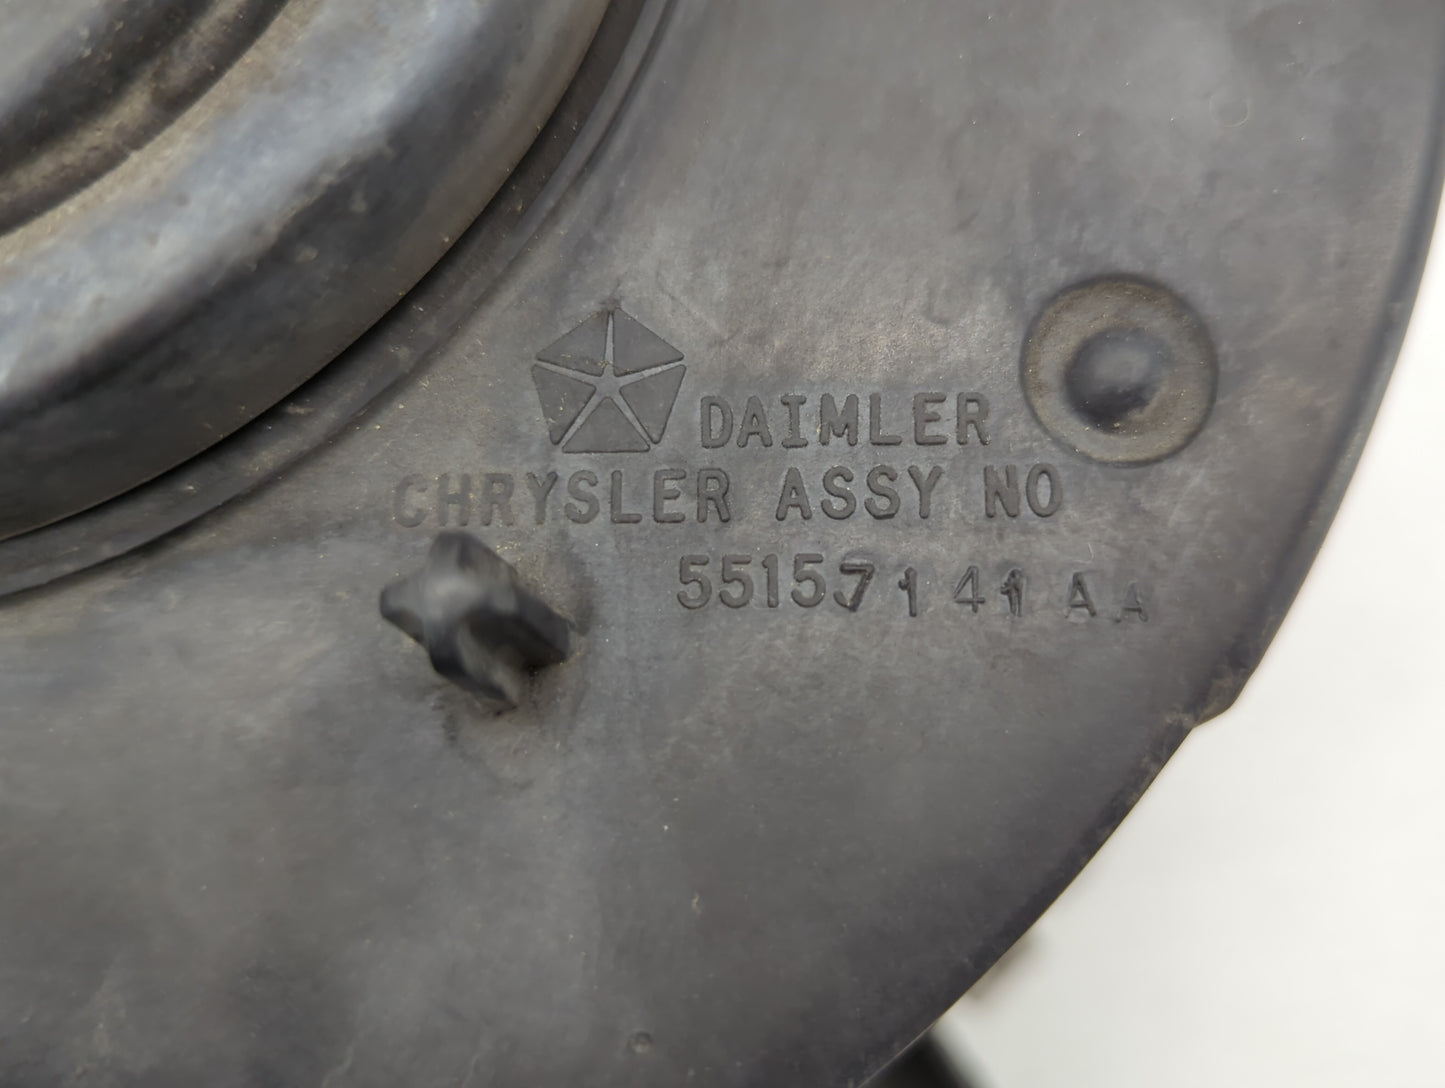 DAIMLER
CHRYSLER ASSY NO
55157141AA